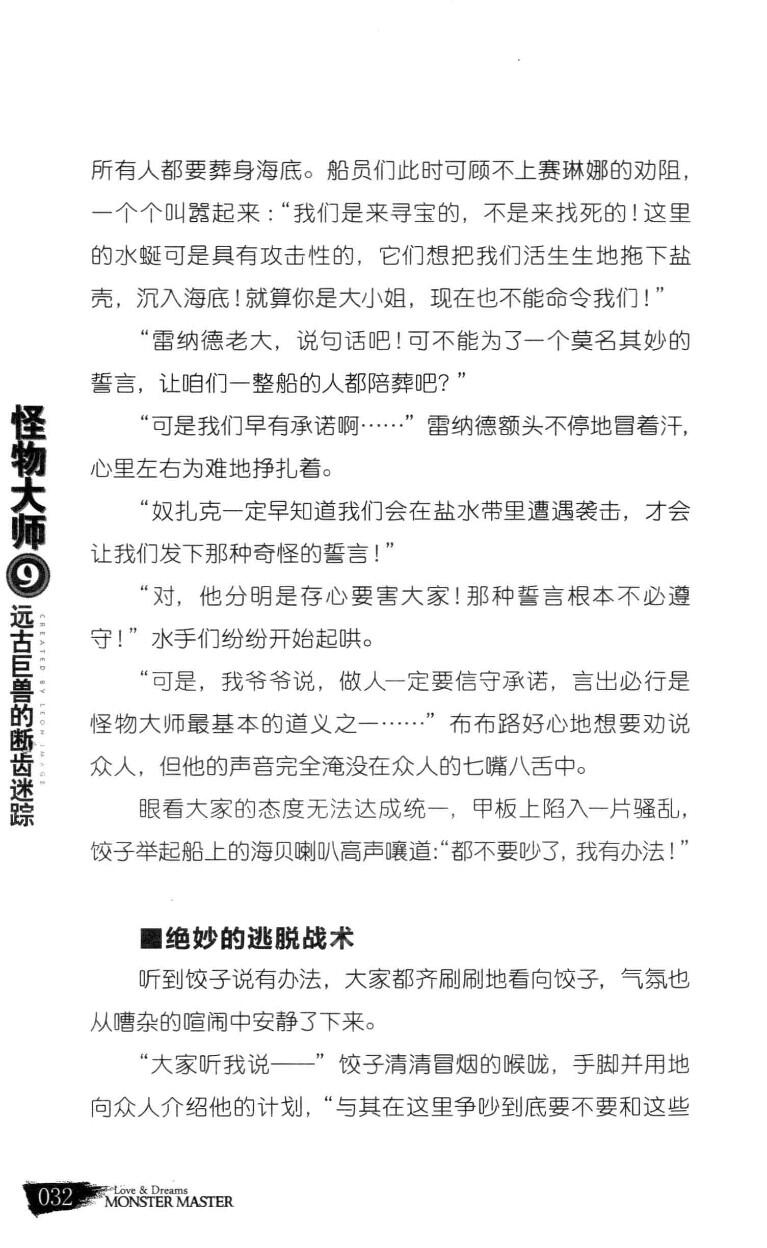 所有人都要葬身海底。船员们此时可顾不上赛琳娜的劝阻，
一个个叫嚣起来：“我们是来寻宝的，不是来找死的！这里
的水蜒可是具有攻击性的，它们想把我们活生生地拖下盐
壳，沉入海底！就算你是大小姐，现在也不能命令我们！”
“雷纳德老大，说句话吧！可不能为了一个莫名其妙的
誓言，让咱们一整船的人都陪葬吧？”
“可是我们早有承诺啊……”雷纳德额头不停地冒着汗，
心里左右为难地挣扎着。
“奴扎克一定早知道我们会在盐水带里遭遇袭击，才会
让我们发下那种奇怪的誓言！”
“对，他分明是存心要害大家！那种誓言根本不必遵
守！”水手们纷纷开始起哄。
“可是，我爷爷说，做人一定要信守承诺，言出必行是
怪物大师最基本的道义之一……”布布路好心地想要劝说
众人，但他的声音完全淹没在众人的七嘴八舌中。
眼看大家的态度无法达成统一，甲板上陷入一片骚乱，
饺子举起船上的海贝喇叭高声嚷道：“都不要吵了，我有办法！”
■绝妙的逃脱战术
听到饺子说有办法，大家都齐刷刷地看向饺子，气氛也
从嘈杂的喧闹中安静了下来。
“大家听我说——”饺子清清冒烟的喉咙，手脚并用地
向众人介绍他的计划，“与其在这里争吵到底要不要和这些
怪物大师9
远古巨兽的断齿迷踪
CREATED BY LEON IMAGE
032
Love & Dreams
MONSTER MASTER